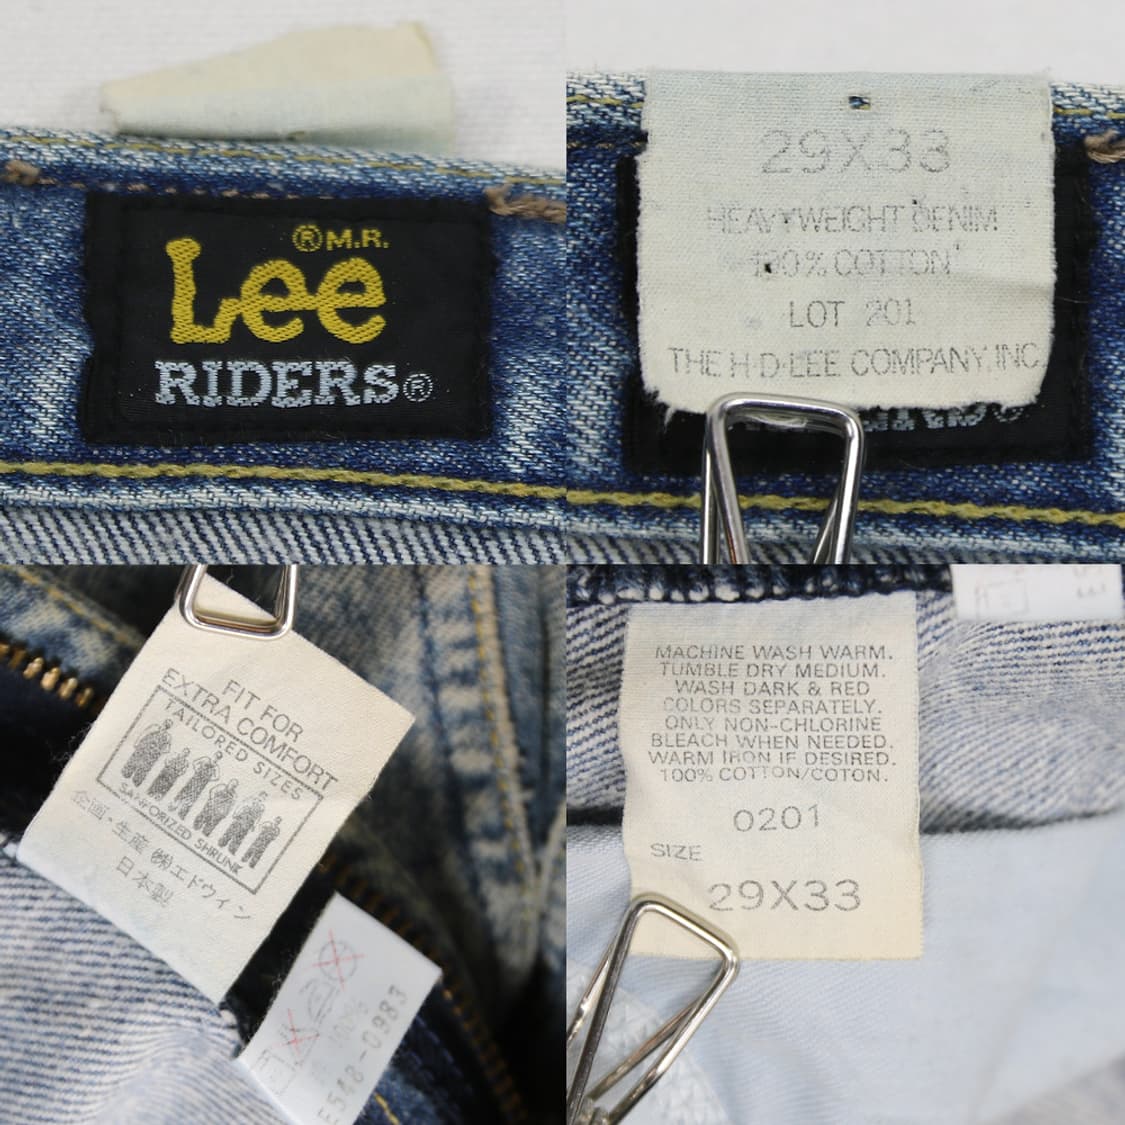 ® M.R.
Lee
RIDERS®
29X33
HEAVYWEIGHT DENIM
100% COTTON
LOT 201
THE H·D·LEE COMPANY, INC
FIT FOR
EXTRA COMFORT
TAILORED SIZES
SANFORIZED SHRUNK
企画・生産 ㈱エドウィン
日本製
100%
MACHINE WASH WARM.
TUMBLE DRY MEDIUM.
WASH DARK & RED
COLORS SEPARATELY.
ONLY NON-CHLORINE
BLEACH WHEN NEEDED.
WARM IRON IF DESIRED.
100% COTTON/COTON.
0201
SIZE
29X33